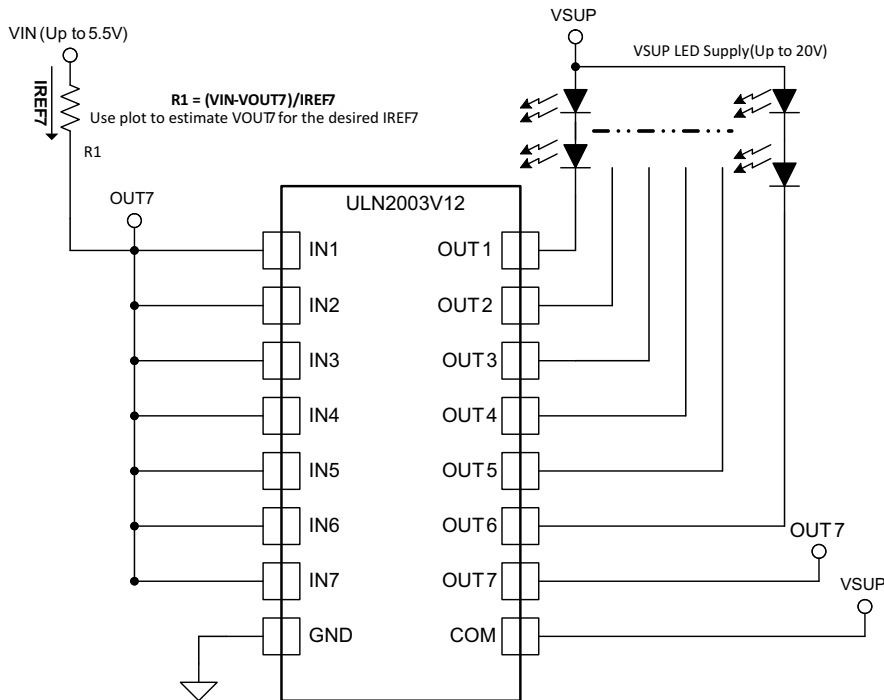 VSUP
VIN (Up to 5.5V)
VSUP LED Supply(Up to 20V)
IREF7
R1 = (VIN-VOUT7)/IREF7
Use plot to estimate VOUT7 for the desired IREF7
R1
OUT7
ULN2003V12
IN1 OUT1
IN2 OUT2
IN3 OUT3
IN4 OUT4
IN5 OUT5
IN6 OUT6
OUT7
IN7 OUT7
VSUP
GND COM